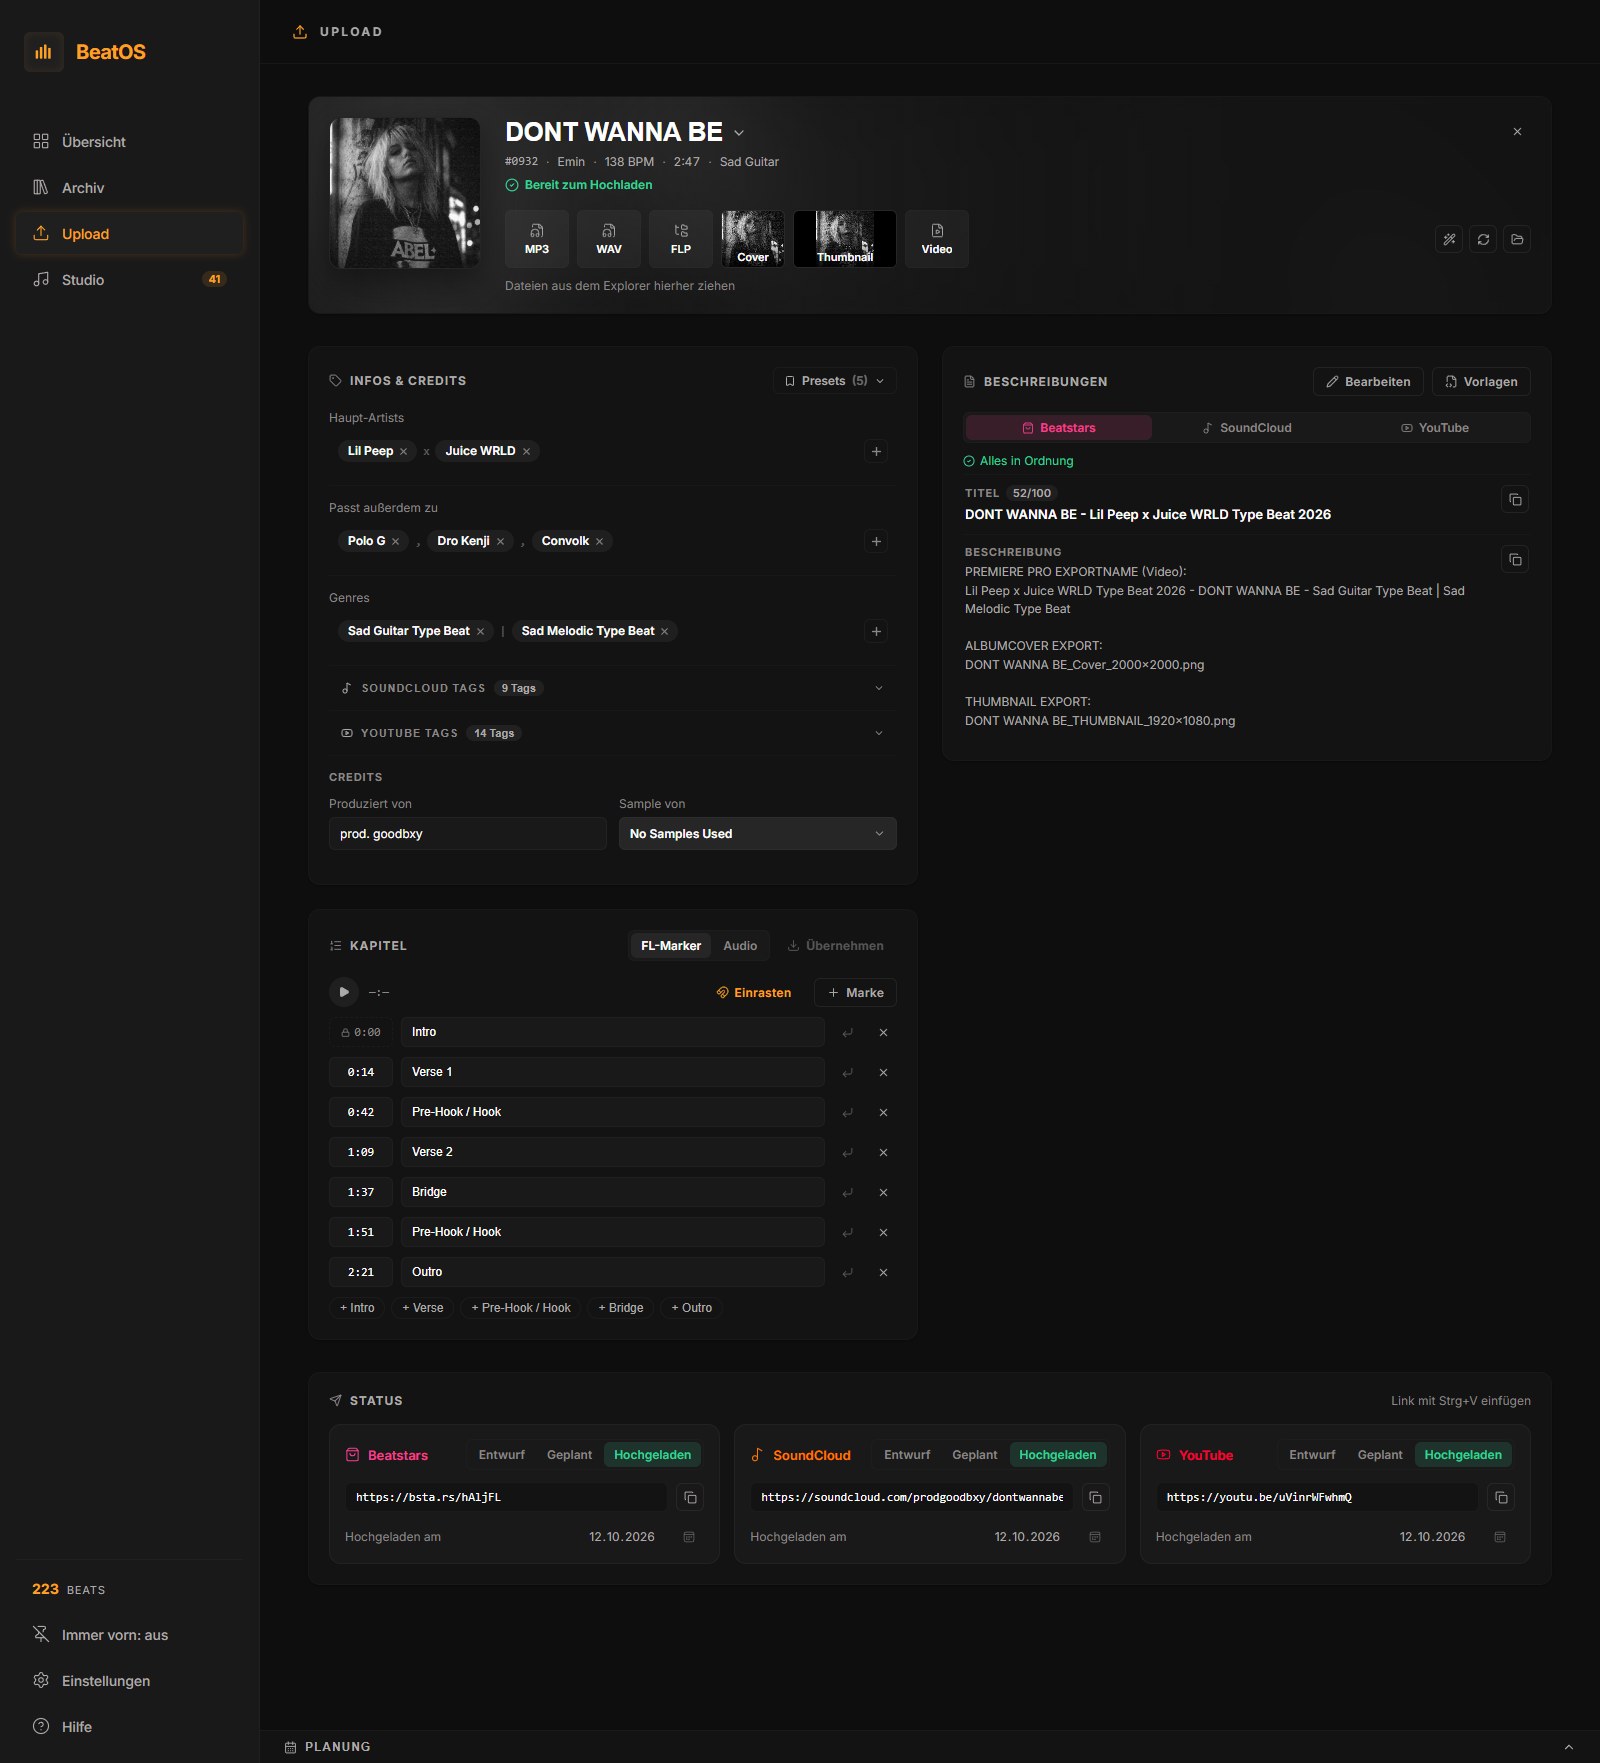 BeatOS
Übersicht
Archiv
Upload
Studio 41
223 BEATS
Immer vorn: aus
Einstellungen
Hilfe
UPLOAD
DONT WANNA BE
#0932 · Emin · 138 BPM · 2:47 · Sad Guitar
Bereit zum Hochladen
ABEL
MP3 WAV FLP Cover Thumbnail Video
Dateien aus dem Explorer hierher ziehen
INFOS & CREDITS Presets (5)
Haupt-Artists
Lil Peep × x Juice WRLD × +
Passt außerdem zu
Polo G × , Dro Kenji × , Convolk × +
Genres
Sad Guitar Type Beat × | Sad Melodic Type Beat × +
SOUNDCLOUD TAGS 9 Tags
YOUTUBE TAGS 14 Tags
CREDITS
Produziert von Sample von
prod. goodbxy No Samples Used
BESCHREIBUNGEN Bearbeiten Vorlagen
Beatstars SoundCloud YouTube
Alles in Ordnung
TITEL 52/100
DONT WANNA BE - Lil Peep x Juice WRLD Type Beat 2026
BESCHREIBUNG
PREMIERE PRO EXPORTNAME (Video):
Lil Peep x Juice WRLD Type Beat 2026 - DONT WANNA BE - Sad Guitar Type Beat | Sad
Melodic Type Beat
ALBUMCOVER EXPORT:
DONT WANNA BE_Cover_2000×2000.png
THUMBNAIL EXPORT:
DONT WANNA BE_THUMBNAIL_1920×1080.png
KAPITEL FL-Marker Audio Übernehmen
–:– Einrasten + Marke
0:00 Intro
0:14 Verse 1
0:42 Pre-Hook / Hook
1:09 Verse 2
1:37 Bridge
1:51 Pre-Hook / Hook
2:21 Outro
+ Intro + Verse + Pre-Hook / Hook + Bridge + Outro
STATUS Link mit Strg+V einfügen
Beatstars Entwurf Geplant Hochgeladen
https://bsta.rs/hAljFL
Hochgeladen am 12.10.2026
SoundCloud Entwurf Geplant Hochgeladen
https://soundcloud.com/prodgoodbxy/dontwannabe
Hochgeladen am 12.10.2026
YouTube Entwurf Geplant Hochgeladen
https://youtu.be/uVinrWFwhmQ
Hochgeladen am 12.10.2026
PLANUNG